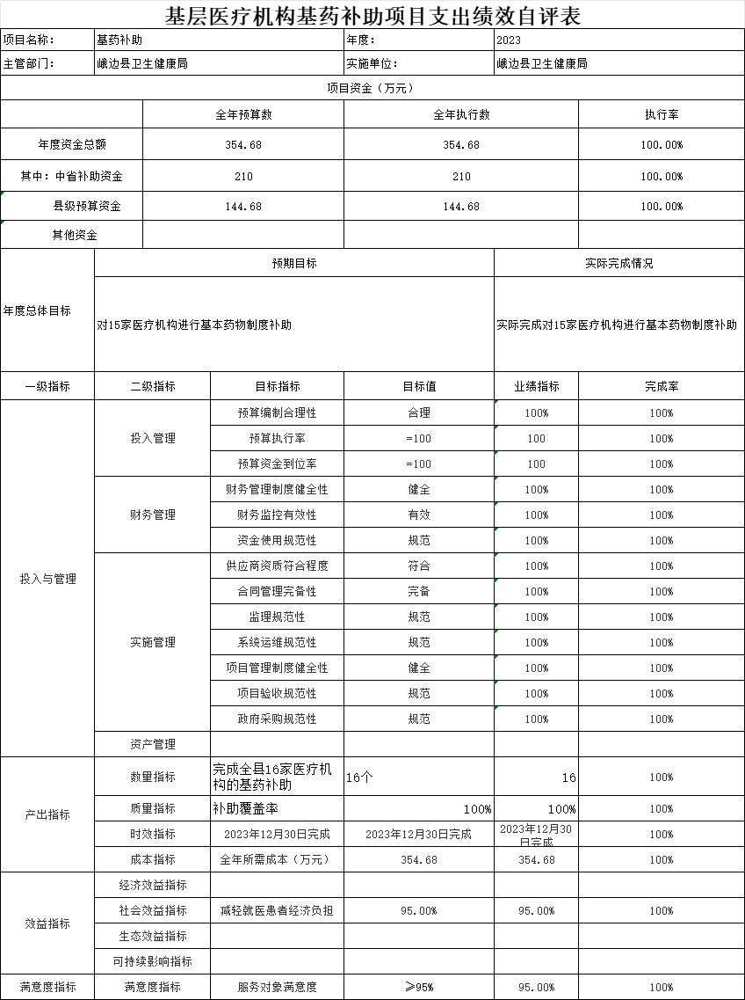 基层医疗机构基药补助项目支出绩效自评表
项目名称： 基药补助 年度： 2023
主管部门： 峨边县卫生健康局 实施单位： 峨边县卫生健康局
项目资金（万元）
全年预算数 全年执行数 执行率
年度资金总额 354.68 354.68 100.00%
其中：中省补助资金 210 210 100.00%
县级预算资金 144.68 144.68 100.00%
其他资金
年度总体目标 预期目标 实际完成情况
对15家医疗机构进行基本药物制度补助 实际完成对15家医疗机构进行基本药物制度补助
一级指标 二级指标 目标指标 目标值 业绩指标 完成率
投入与管理 投入管理 预算编制合理性 合理 100% 100%
预算执行率 =100 100 100%
预算资金到位率 =100 100 100%
财务管理 财务管理制度健全性 健全 100% 100%
财务监控有效性 有效 100% 100%
资金使用规范性 规范 100% 100%
实施管理 供应商资质符合程度 符合 100% 100%
合同管理完备性 完备 100% 100%
监理规范性 规范 100% 100%
系统运维规范性 规范 100% 100%
项目管理制度健全性 健全 100% 100%
项目验收规范性 规范 100% 100%
政府采购规范性 规范 100% 100%
资产管理
产出指标 数量指标 完成全县16家医疗机
构的基药补助 16个 16 100%
质量指标 补助覆盖率 100% 100% 100%
时效指标 2023年12月30日完成 2023年12月30日完成 2023年12月30
日完成 100%
成本指标 全年所需成本（万元） 354.68 354.68 100%
效益指标 经济效益指标
社会效益指标 减轻就医患者经济负担 95.00% 95.00% 100%
生态效益指标
可持续影响指标
满意度指标 满意度指标 服务对象满意度 ≥95% 95.00% 100%